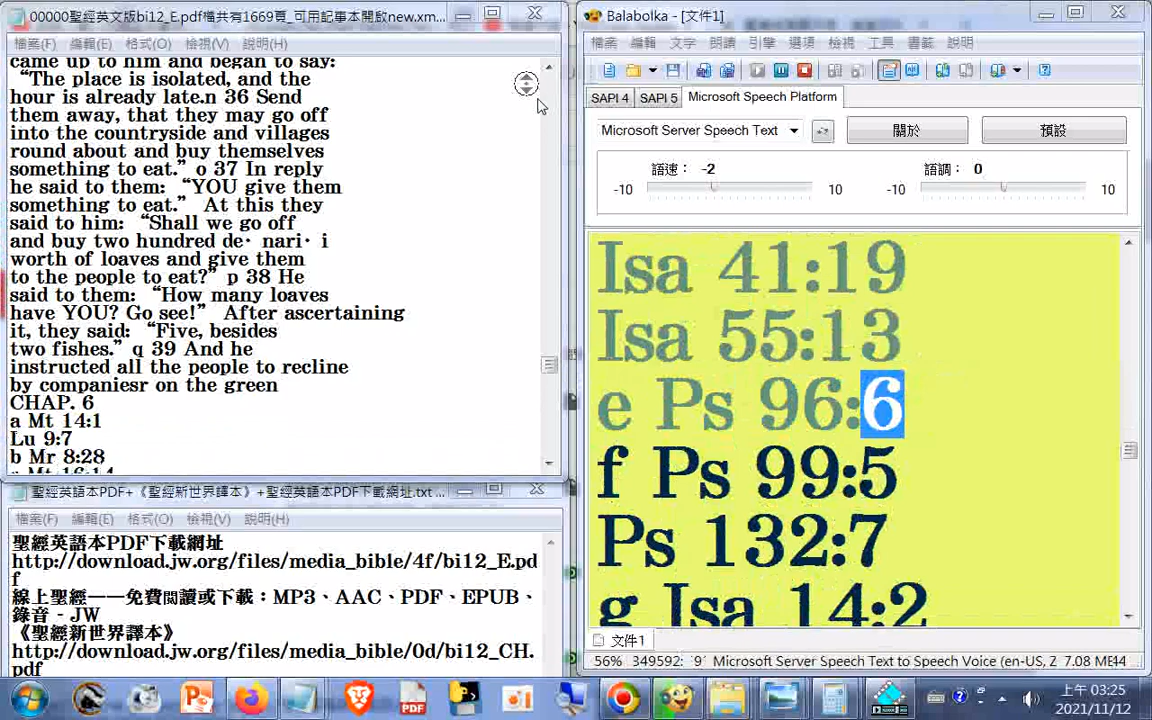 00000聖經英文版bi12_E.pdf檔共有1669頁_可用記事本開啟new.xm...
檔案(F) 編輯(E) 格式(O) 檢視(V) 說明(H)
came up to him and began to say:
“The place is isolated, and the
hour is already late.n 36 Send
them away, that they may go off
into the countryside and villages
round about and buy themselves
something to eat.” o 37 In reply
he said to them: “YOU give them
something to eat.” At this they
said to him: “Shall we go off
and buy two hundred de· nari· i
worth of loaves and give them
to the people to eat?” p 38 He
said to them: “How many loaves
have YOU? Go see!” After ascertaining
it, they said: “Five, besides
two fishes.” q 39 And he
instructed all the people to recline
by companiesr on the green
CHAP. 6
a Mt 14:1
Lu 9:7
b Mr 8:28
聖經英語本PDF+《聖經新世界譯本》+聖經英語本PDF下載網址.txt ...
檔案(F) 編輯(E) 格式(O) 檢視(V) 說明(H)
聖經英語本PDF下載網址
http://download.jw.org/files/media_bible/4f/bi12_E.pd
f
線上聖經——免費閱讀或下載：MP3、AAC、PDF、EPUB、
錄音 - JW
《聖經新世界譯本》
http://download.jw.org/files/media_bible/0d/bi12_CH.
pdf
Balabolka - [文件1]
檔案 編輯 文字 朗讀 引擎 選項 檢視 工具 書籤 說明
SAPI 4 SAPI 5 Microsoft Speech Platform
Microsoft Server Speech Text 關於 預設
語速： -2 語調： 0
-10 10 -10 10
Isa 41:19
Isa 55:13
e Ps 96:6
f Ps 99:5
Ps 132:7
g Isa 14:2
文件1
56% 349592: 9' Microsoft Server Speech Text to Speech Voice (en-US, Z 7.08 ME44
PDF
上午 03:25
2021/11/12